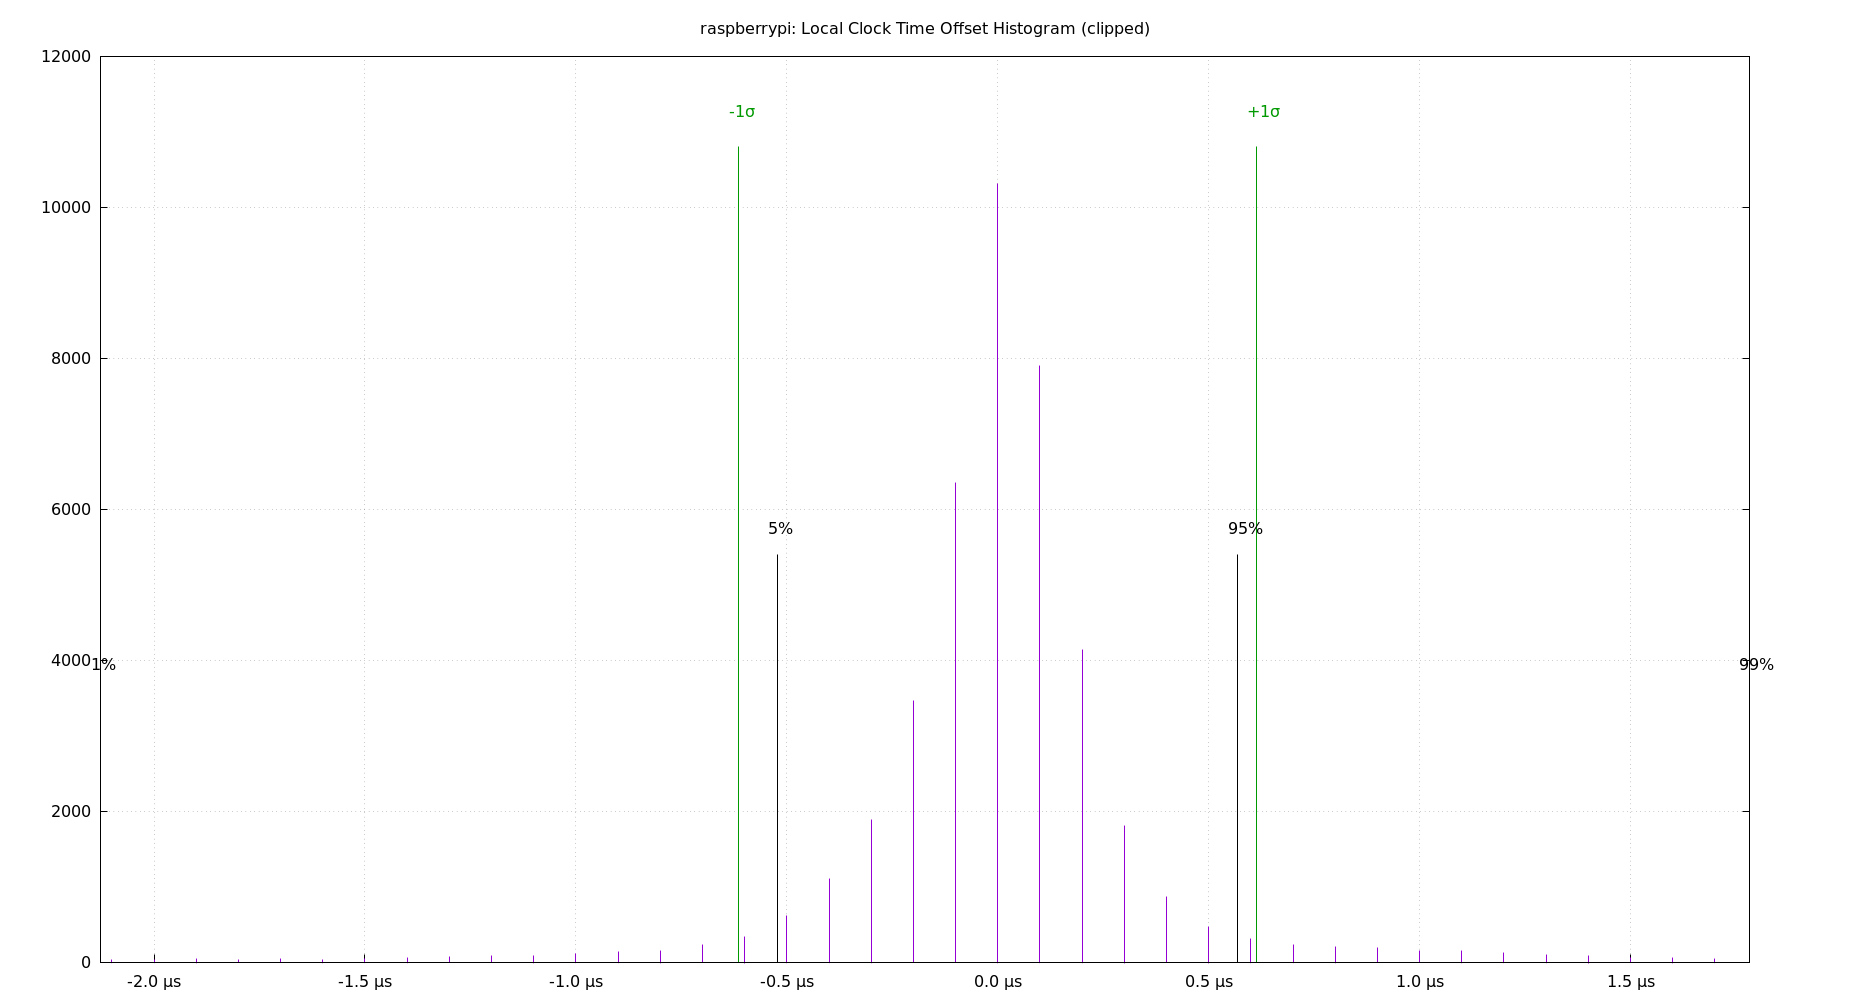 raspberrypi: Local Clock Time Offset Histogram (clipped)
12000
-1σ +1σ
10000
8000
6000
5% 95%
4000 1% 99%
2000
0
-2.0 µs -1.5 µs -1.0 µs -0.5 µs 0.0 µs 0.5 µs 1.0 µs 1.5 µs